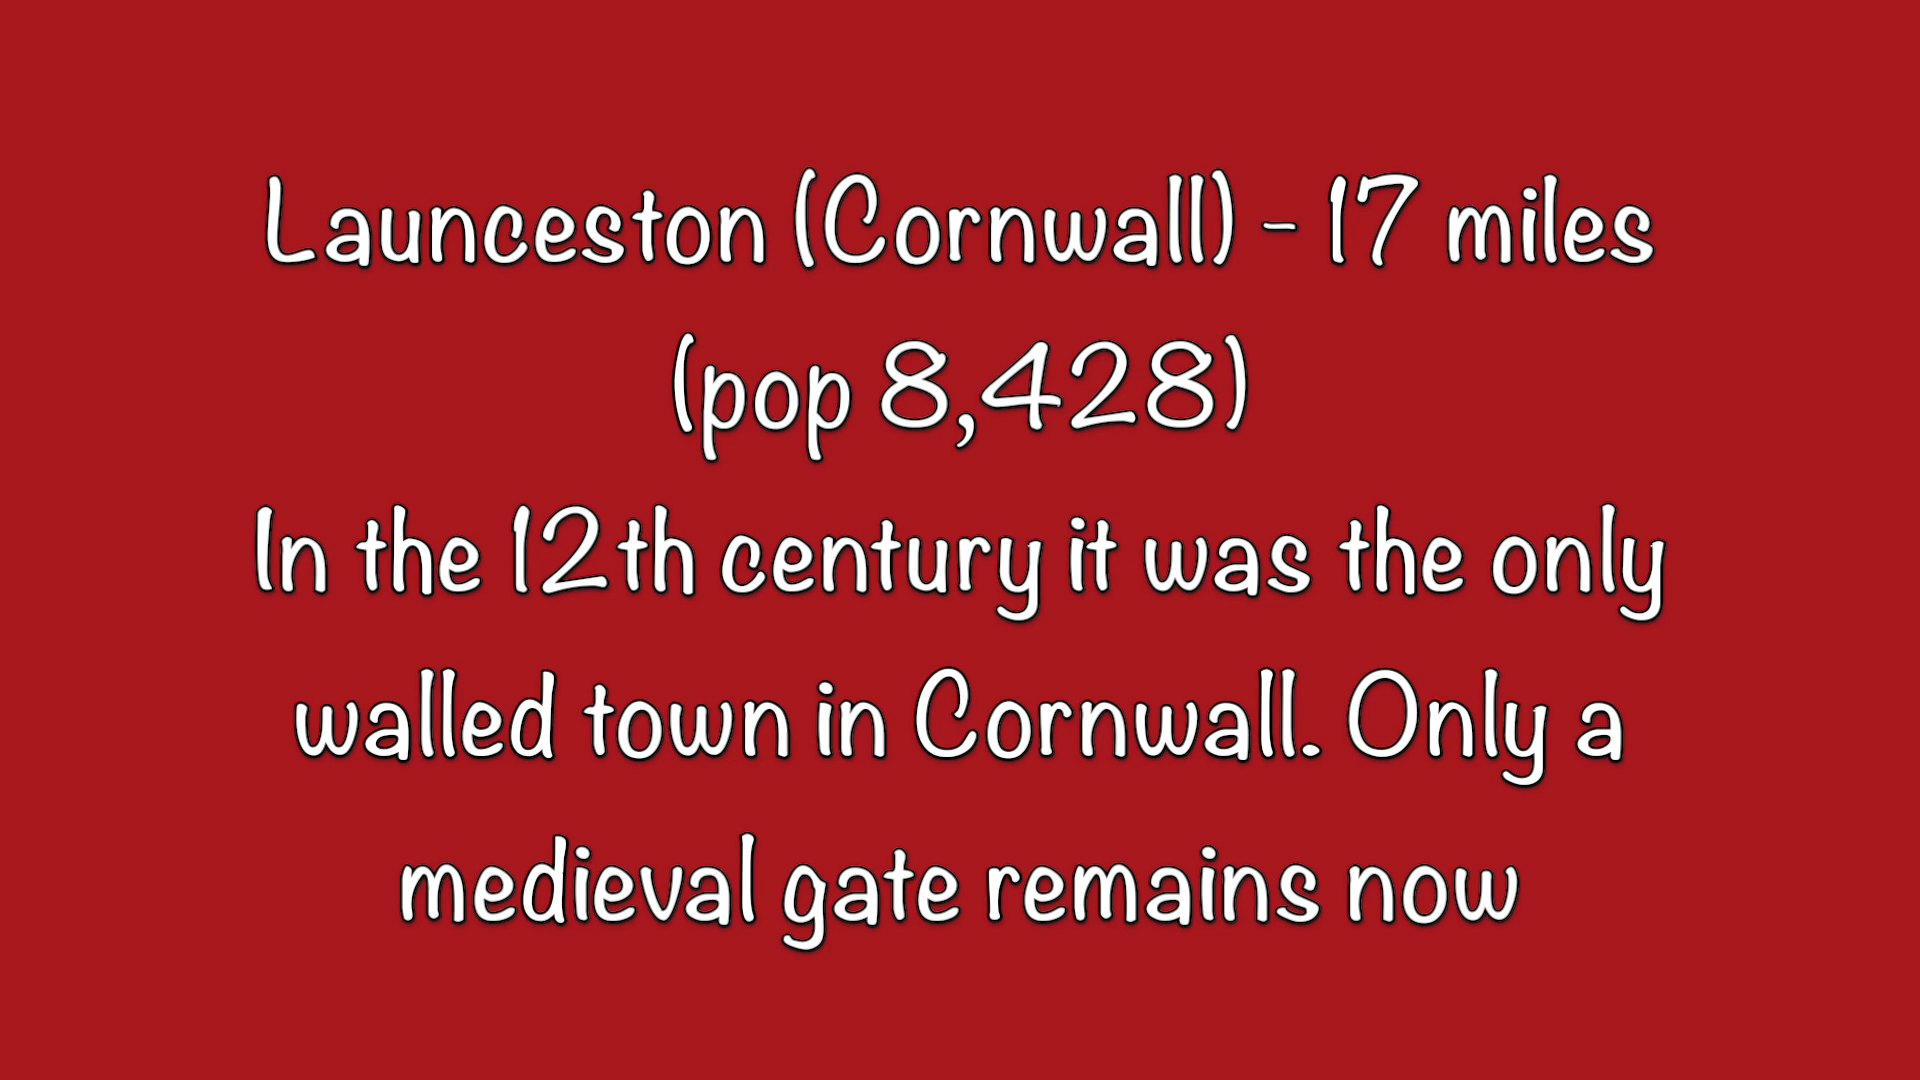 Launceston (Cornwall) - 17 miles
(pop 8,428)
In the 12th century it was the only
walled town in Cornwall. Only a
medieval gate remains now